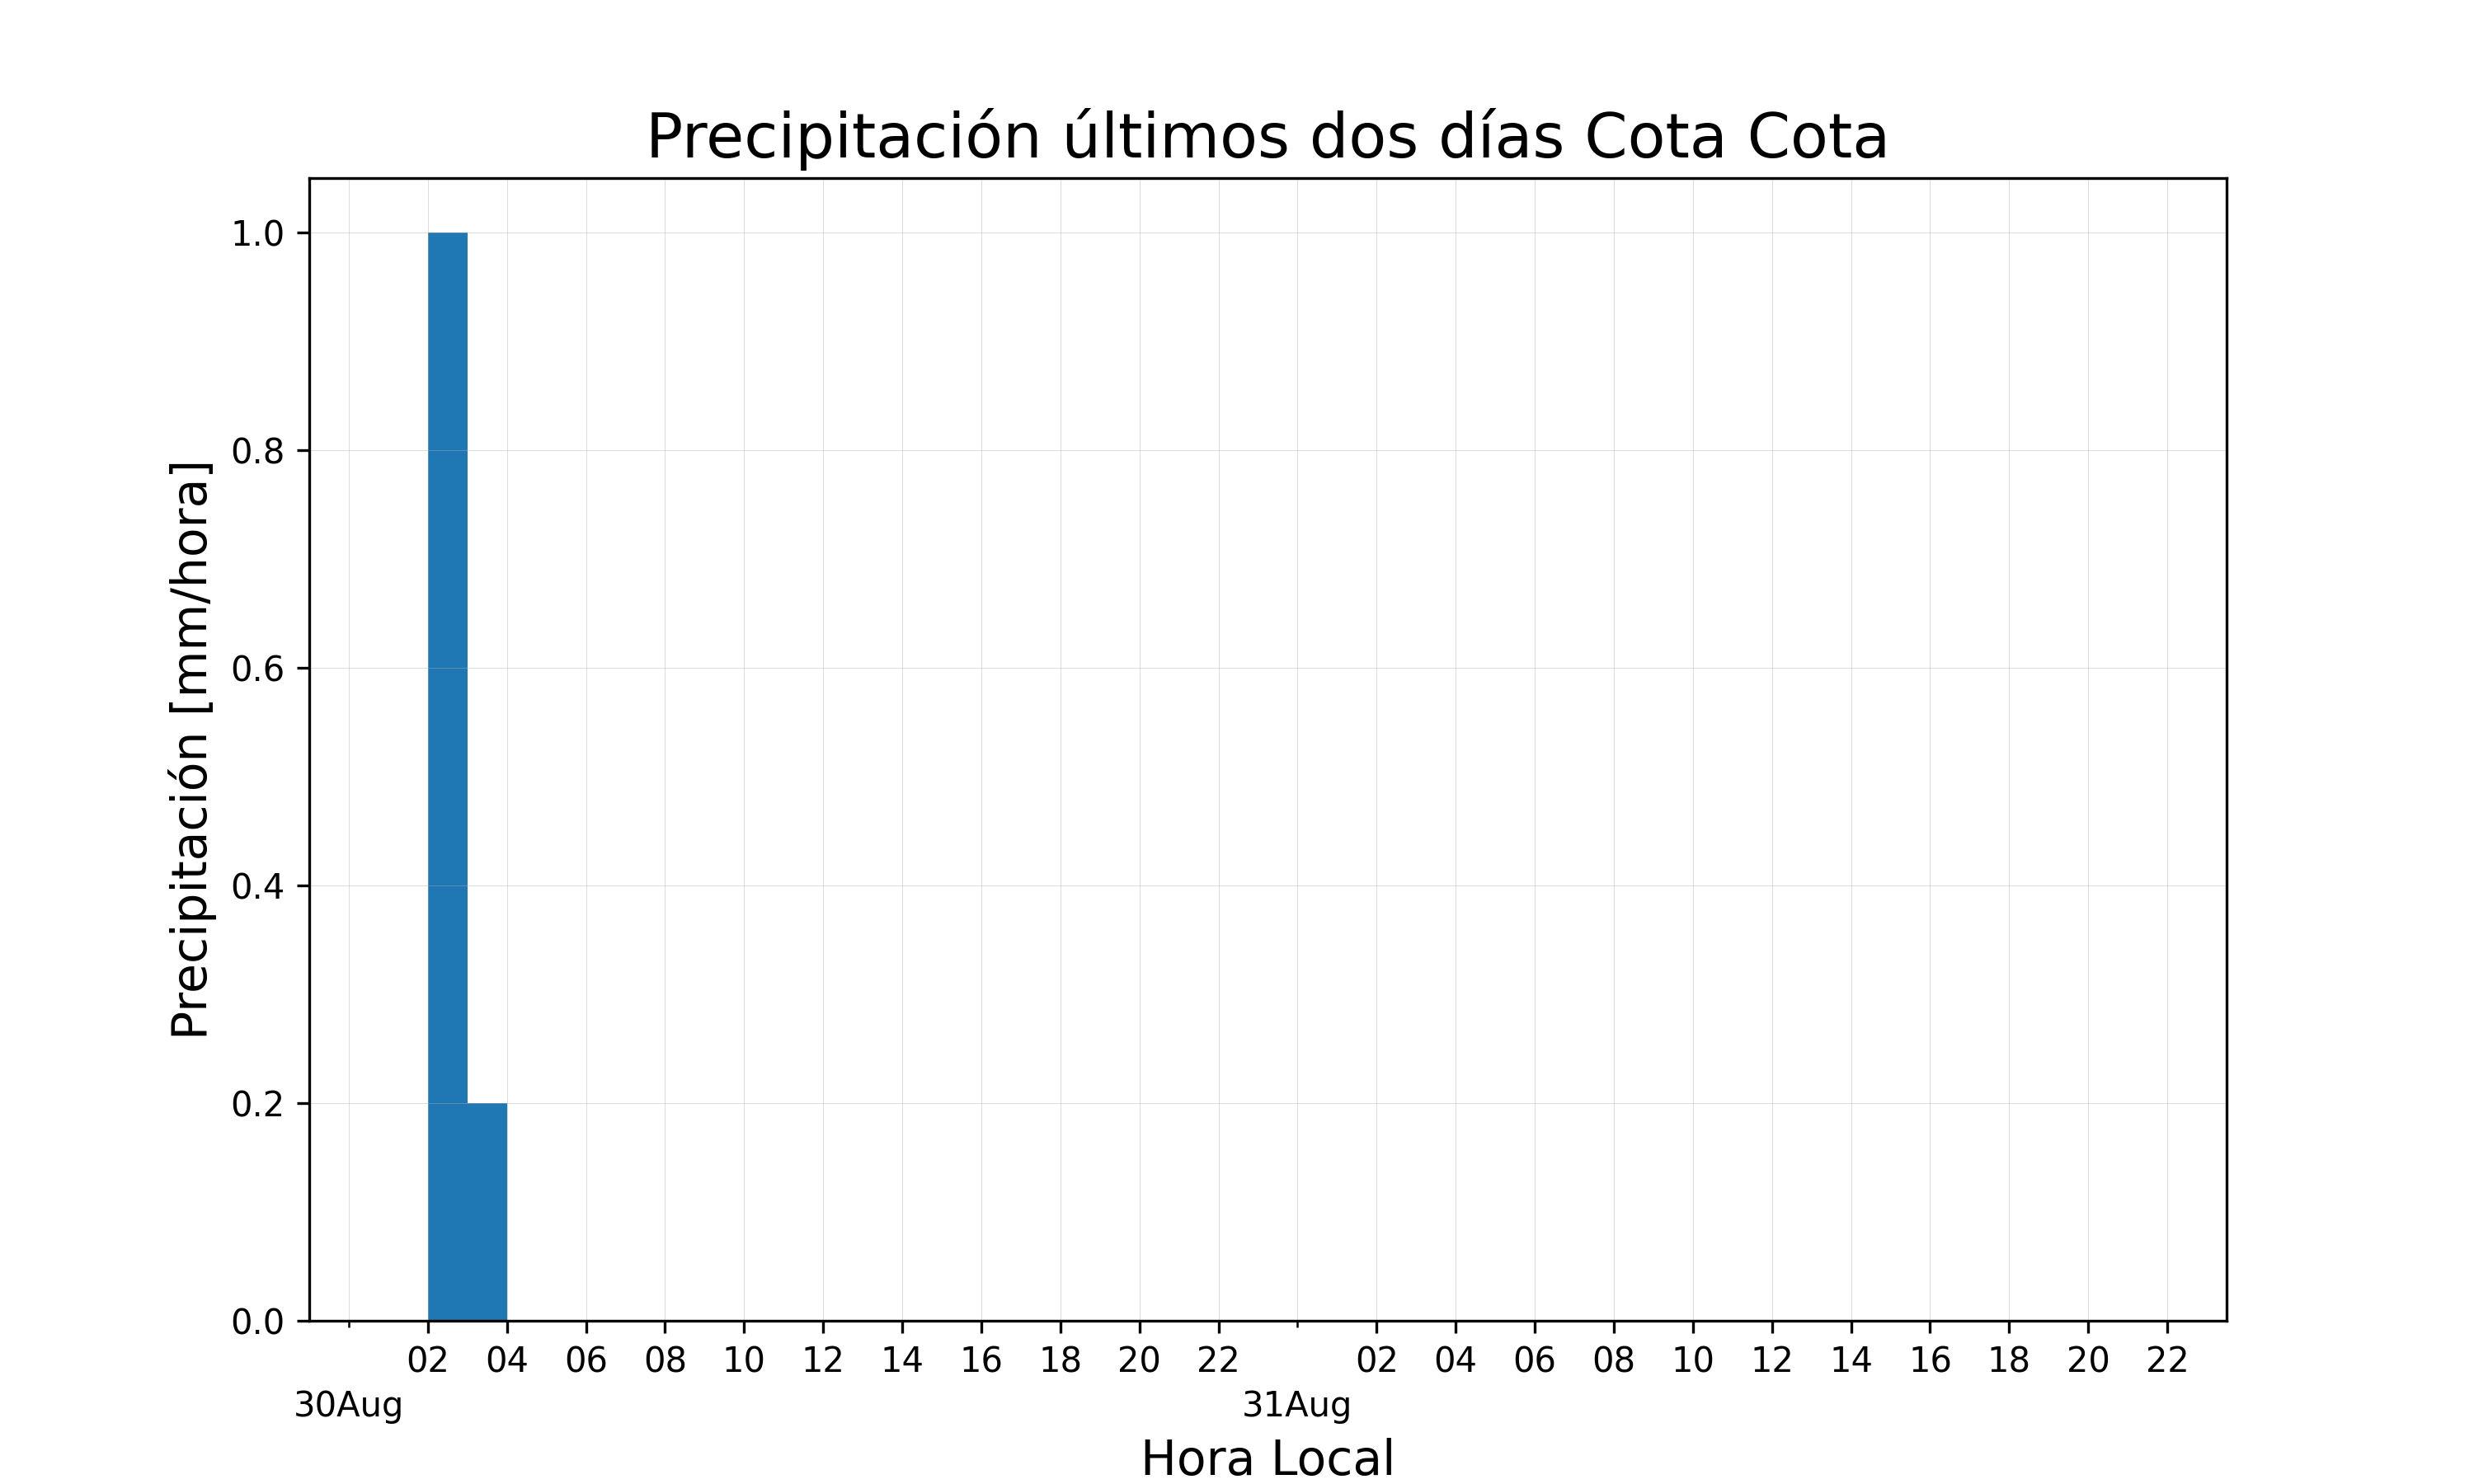 Precipitación últimos dos días Cota Cota
Precipitación [mm/hora]
1.0
0.8
0.6
0.4
0.2
0.0
02 04 06 08 10 12 14 16 18 20 22 02 04 06 08 10 12 14 16 18 20 22
30Aug 31Aug
Hora Local